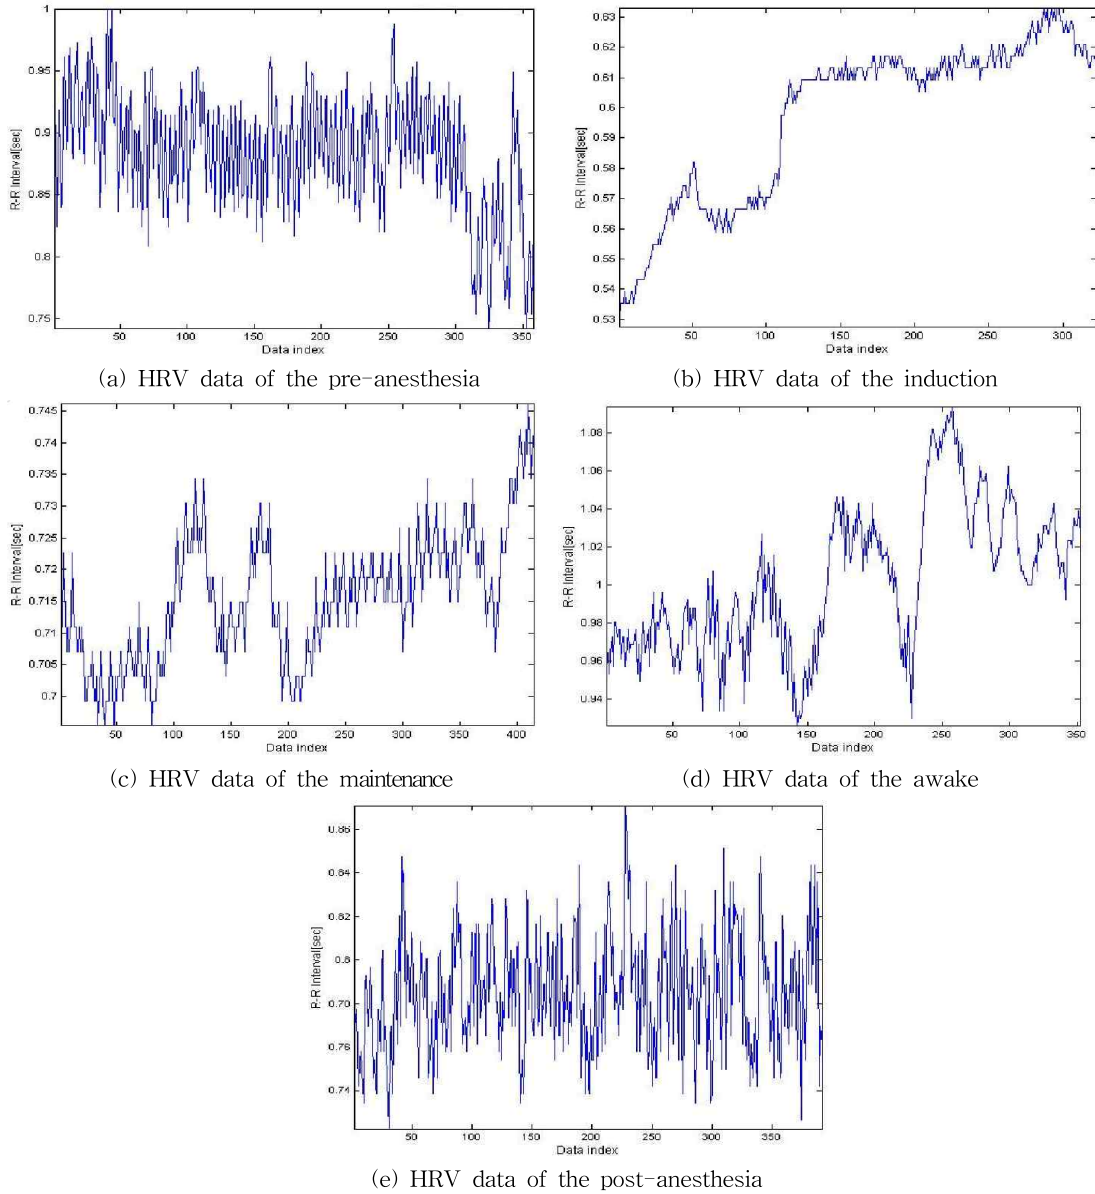 1
0.95
0.9
0.85
0.8
0.75
R-R Interval[sec]
50 100 150 200 250 300 350
Data index
(a) HRV data of the pre-anesthesia
0.63
0.62
0.61
0.6
0.59
0.58
0.57
0.56
0.55
0.54
0.53
R-R Interval[sec]
50 100 150 200 250 300
Data index
(b) HRV data of the induction
0.745
0.74
0.735
0.73
0.725
0.72
0.715
0.71
0.705
0.7
R-R Interval[sec]
50 100 150 200 250 300 350 400
Data index
(c) HRV data of the maintenance
1.08
1.06
1.04
1.02
1
0.98
0.96
0.94
R-R Interval[sec]
50 100 150 200 250 300 350
Data index
(d) HRV data of the awake
0.86
0.84
0.82
0.8
0.78
0.76
0.74
R-R Interval[sec]
50 100 150 200 250 300 350
Data index
(e) HRV data of the post-anesthesia